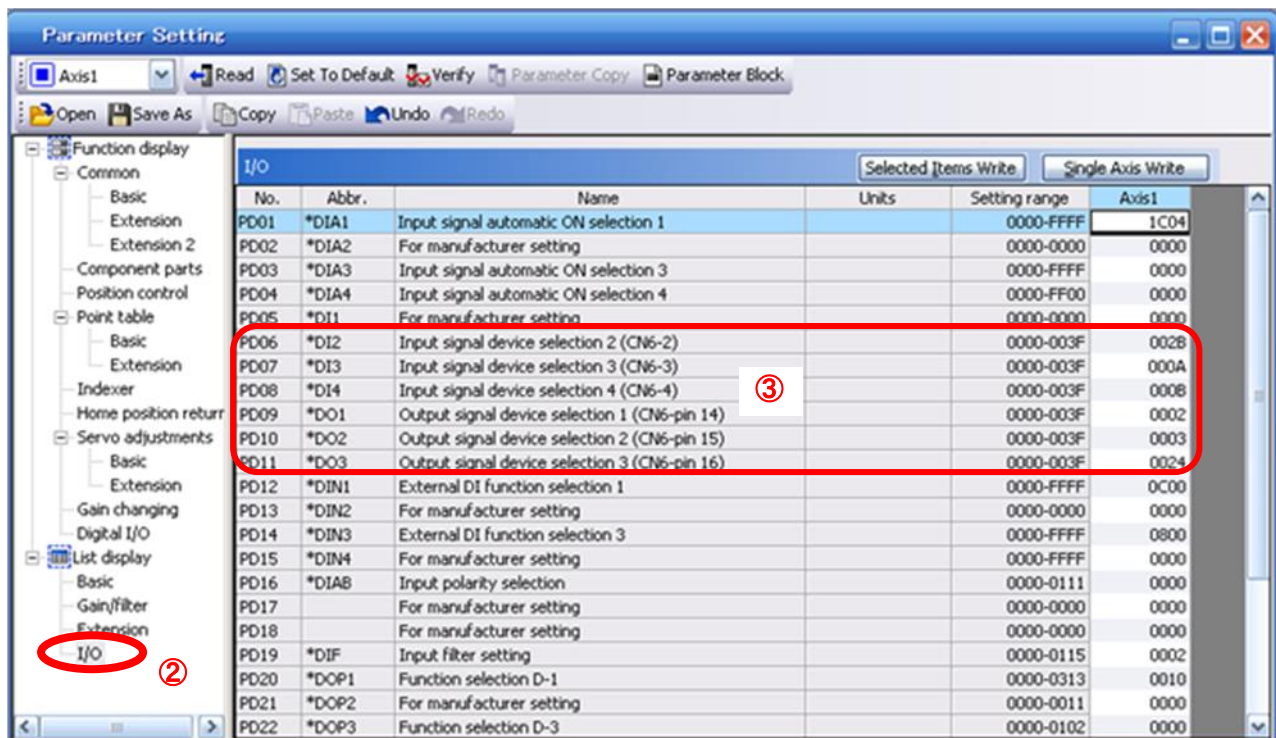 Parameter Setting
Axis1 Read Set To Default Verify Parameter Copy Parameter Block
Open Save As Copy Paste Undo Redo
Function display
Common
Basic
Extension
Extension 2
Component parts
Position control
Point table
Basic
Extension
Indexer
Home position returr
Servo adjustments
Basic
Extension
Gain changing
Digital I/O
List display
Basic
Gain/filter
Extension
I/O
②
I/O Selected Items Write Single Axis Write
No. Abbr. Name Units Setting range Axis1
PD01 *DIA1 Input signal automatic ON selection 1 0000-FFFF 1C04
PD02 *DIA2 For manufacturer setting 0000-0000 0000
PD03 *DIA3 Input signal automatic ON selection 3 0000-FFFF 0000
PD04 *DIA4 Input signal automatic ON selection 4 0000-FF00 0000
PD05 *DI1 For manufacturer setting 0000-0000 0000
PD06 *DI2 Input signal device selection 2 (CN6-2) 0000-003F 002B
PD07 *DI3 Input signal device selection 3 (CN6-3) 0000-003F 000A
PD08 *DI4 Input signal device selection 4 (CN6-4) 0000-003F 000B
③
PD09 *DO1 Output signal device selection 1 (CN6-pin 14) 0000-003F 0002
PD10 *DO2 Output signal device selection 2 (CN6-pin 15) 0000-003F 0003
PD11 *DO3 Output signal device selection 3 (CN6-pin 16) 0000-003F 0024
PD12 *DIN1 External DI function selection 1 0000-FFFF 0C00
PD13 *DIN2 For manufacturer setting 0000-0000 0000
PD14 *DIN3 External DI function selection 3 0000-FFFF 0800
PD15 *DIN4 For manufacturer setting 0000-FFFF 0000
PD16 *DIAB Input polarity selection 0000-0111 0000
PD17 For manufacturer setting 0000-0000 0000
PD18 For manufacturer setting 0000-0000 0000
PD19 *DIF Input filter setting 0000-0115 0002
PD20 *DOP1 Function selection D-1 0000-0313 0010
PD21 *DOP2 For manufacturer setting 0000-0011 0000
PD22 *DOP3 Function selection D-3 0000-0102 0000